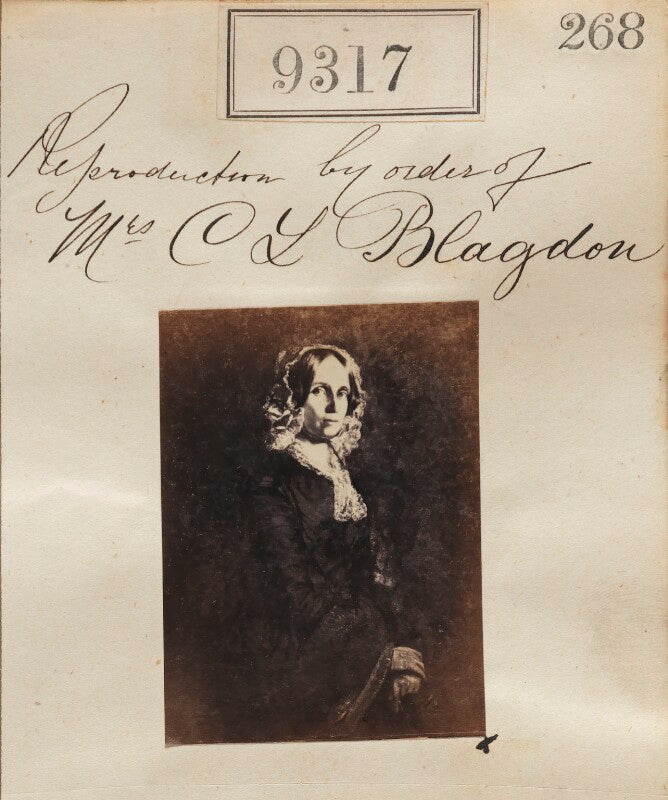 9317
268
Reproduction by order of
Mrs C L Blagdon